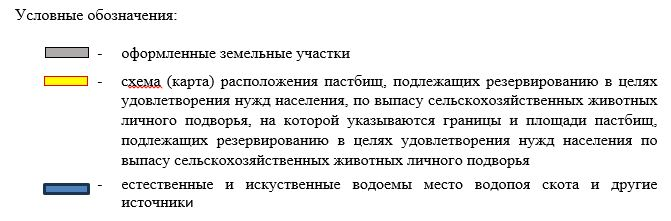 Условные обозначения:
- оформленные земельные участки
- схема (карта) расположения пастбищ, подлежащих резервированию в целях
удовлетворения нужд населения, по выпасу сельскохозяйственных животных
личного подворья, на которой указываются границы и площади пастбищ,
подлежащих резервированию в целях удовлетворения нужд населения по
выпасу сельскохозяйственных животных личного подворья
- естественные и искуственные водоемы место водопоя скота и другие
источники